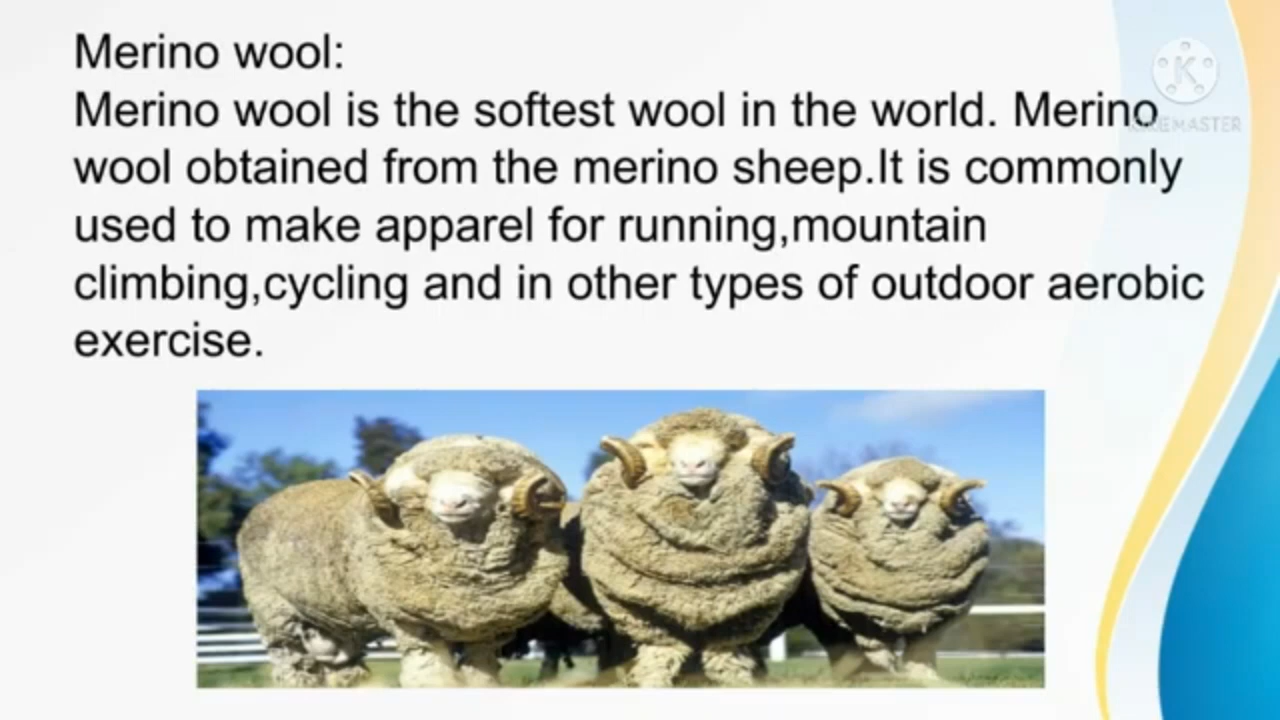 Merino wool:
Merino wool is the softest wool in the world. Merino
wool obtained from the merino sheep.It is commonly
used to make apparel for running,mountain
climbing,cycling and in other types of outdoor aerobic
exercise.
K
KINEMASTER